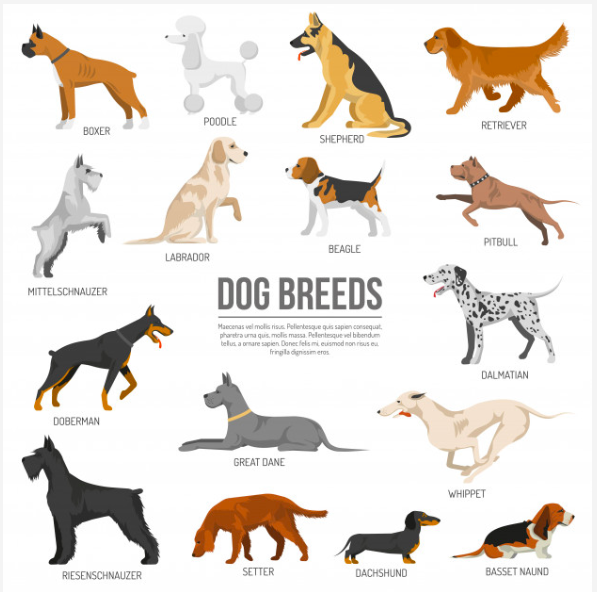 BOXER
POODLE
SHEPHERD
RETRIEVER
MITTELSCHNAUZER
LABRADOR
BEAGLE
PITBULL
DOG BREEDS
Maecenas vel mollis risus. Pellentesque quis sapien consequat,
pharetra urna quis, mollis massa. Pellentesque vel bibendum
tellus, a ornare sapien. Donec felis mi, euismod non risus eu,
fringilla dignissim eros.
DALMATIAN
DOBERMAN
GREAT DANE
WHIPPET
RIESENSCHNAUZER
SETTER
DACHSHUND
BASSET NAUND